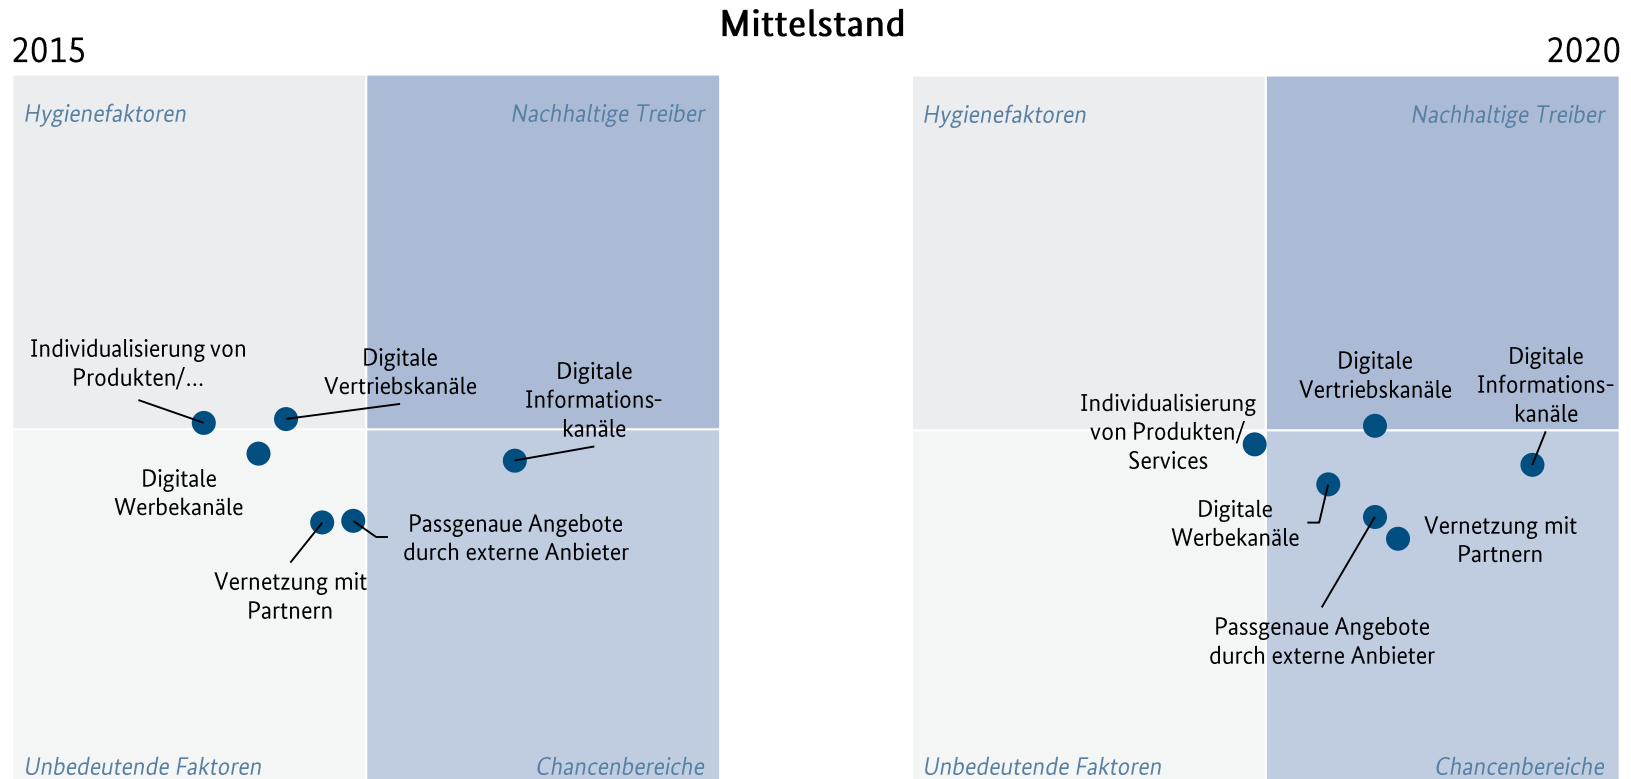 Mittelstand
2015
Hygienefaktoren
Nachhaltige Treiber
Individualisierung von
Produkten/...
Digitale
Vertriebskanäle
Digitale
Informations-
kanäle
Digitale
Werbekanäle
Passgenaue Angebote
durch externe Anbieter
Vernetzung mit
Partnern
Unbedeutende Faktoren
Chancenbereiche
2020
Hygienefaktoren
Nachhaltige Treiber
Digitale
Vertriebskanäle
Digitale
Informations-
kanäle
Individualisierung
von Produkten/
Services
Digitale
Werbekanäle
Vernetzung mit
Partnern
Passgenaue Angebote
durch externe Anbieter
Unbedeutende Faktoren
Chancenbereiche